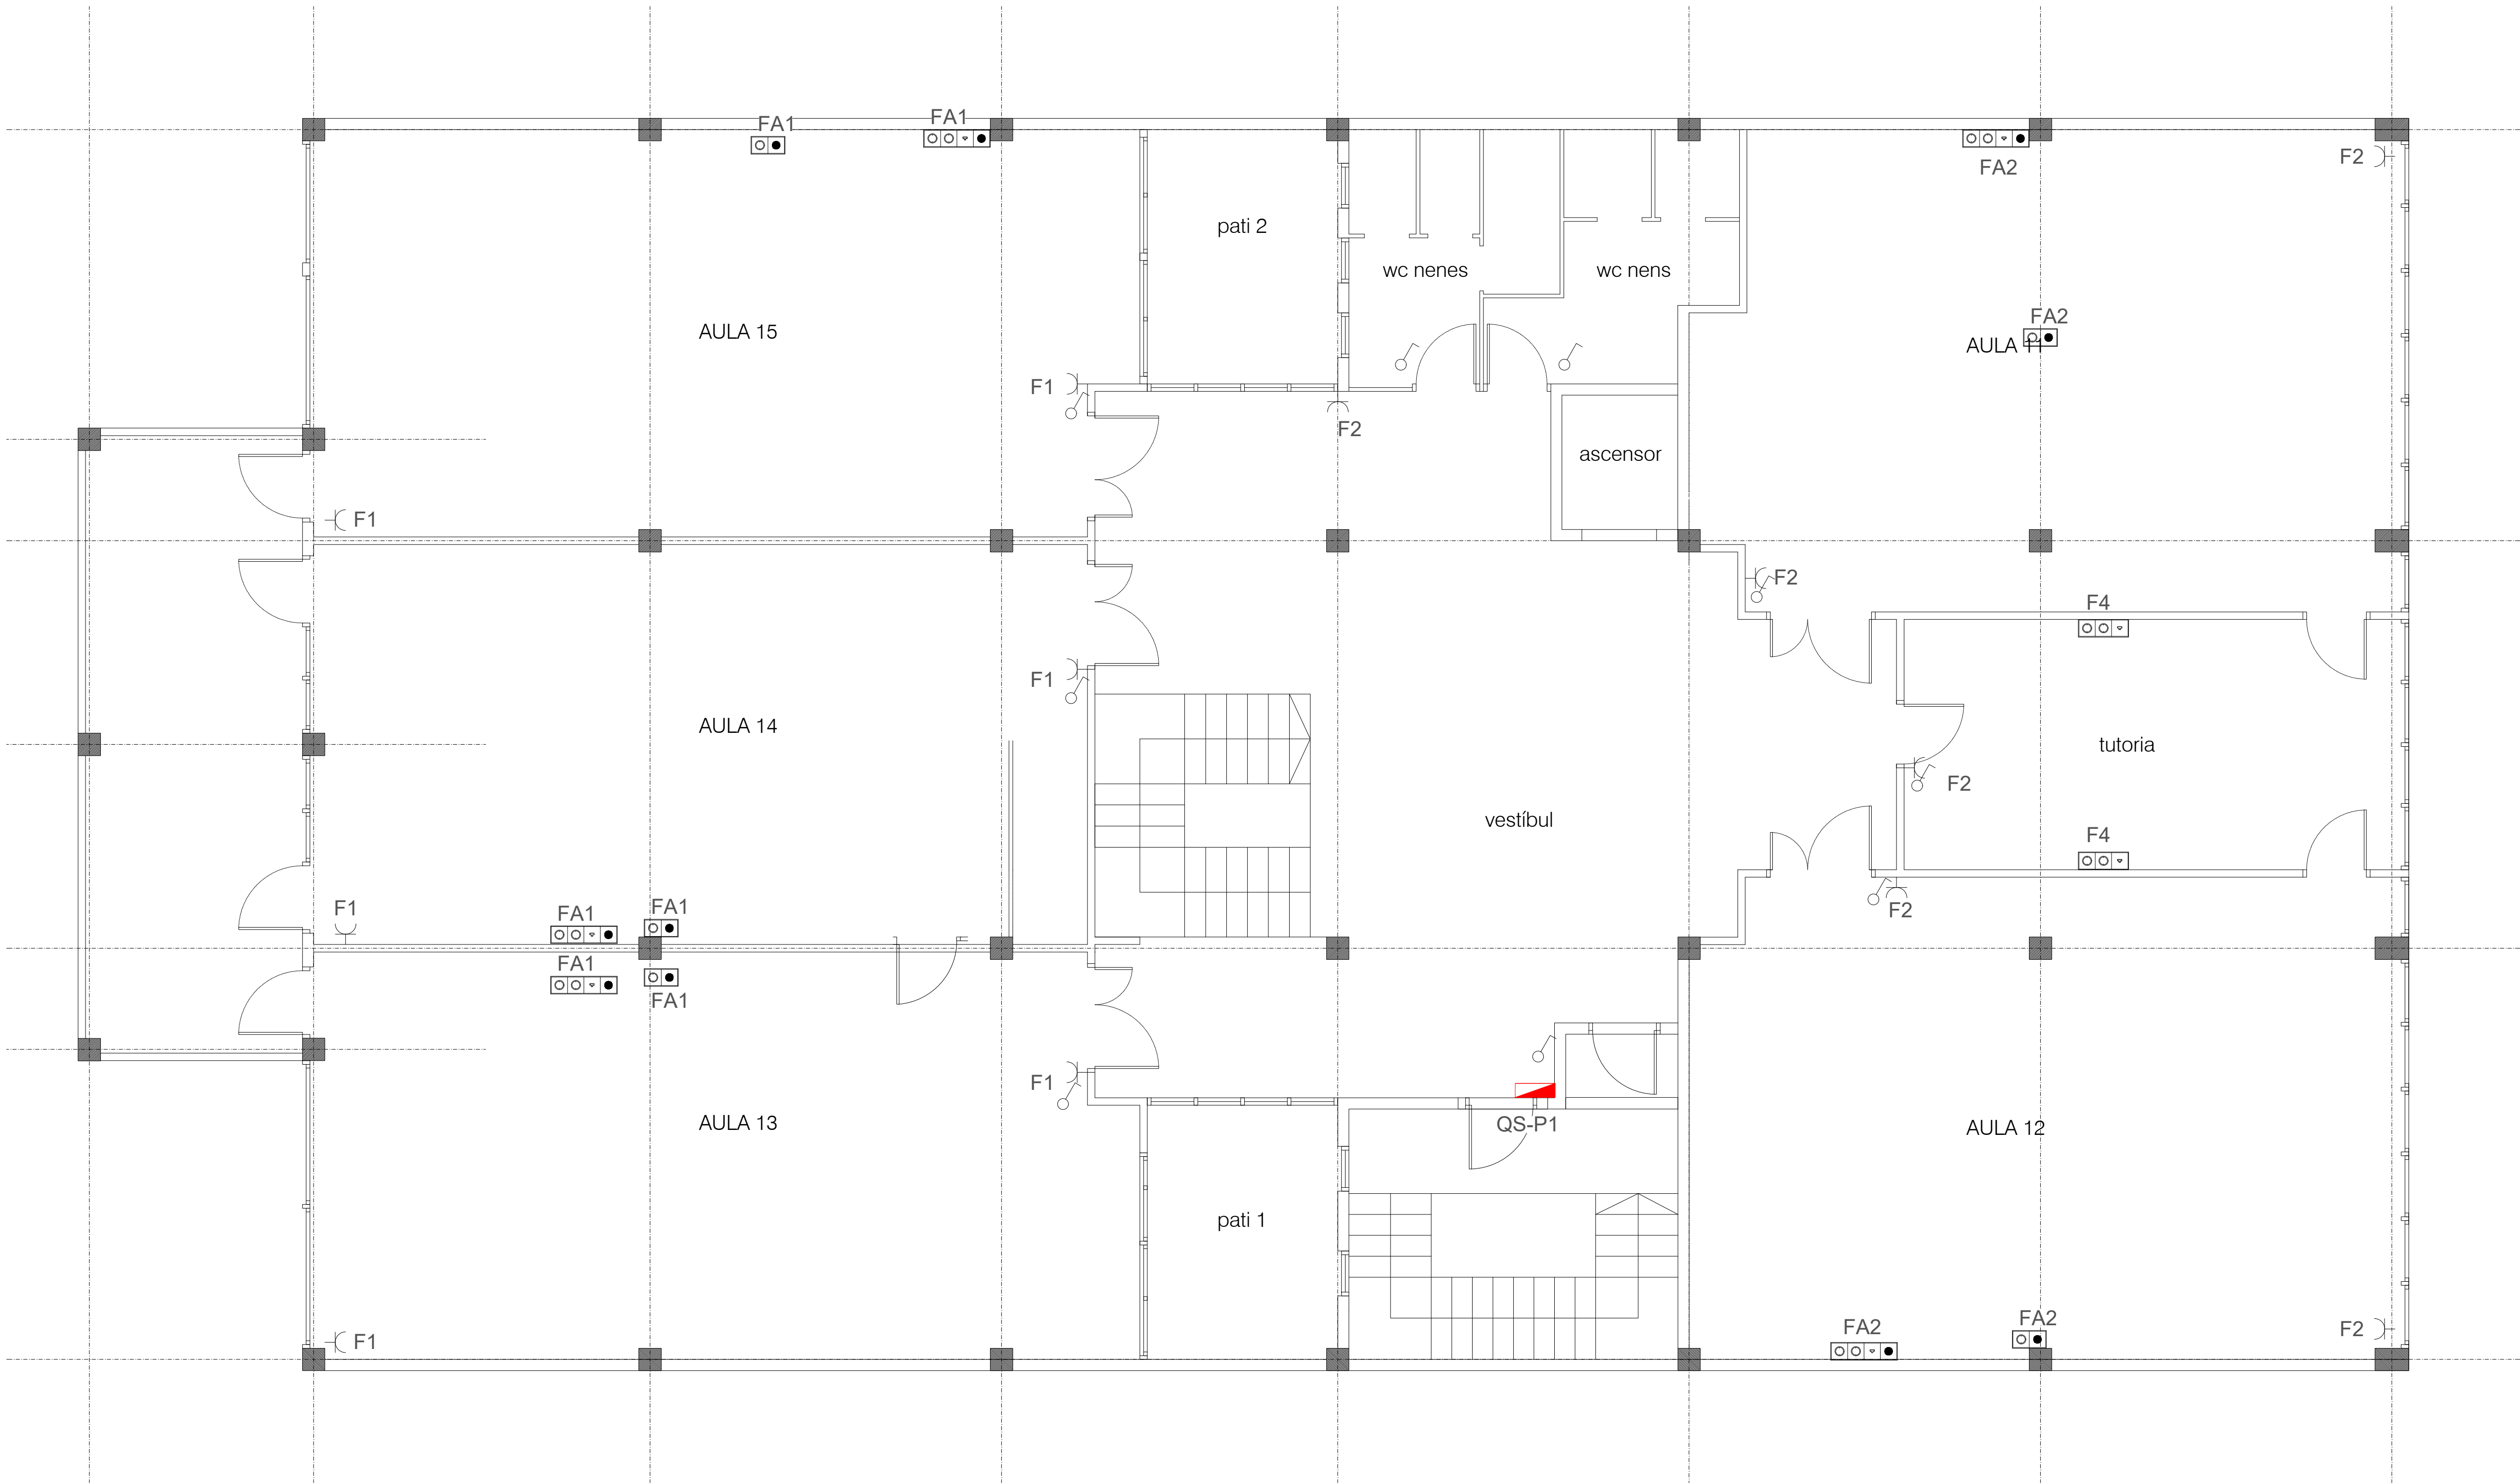 FA1
FA1
F2
FA2
pati 2
wc nenes
wc nens
FA2
AULA 15
AULA 11
F1
F2
ascensor
F1
F2
F4
F1
AULA 14
tutoria
F2
vestíbul
F4
F1
FA1
FA1
F2
FA1
FA1
F1
AULA 13
QS-P1
AULA 12
pati 1
FA2
FA2
F2
F1